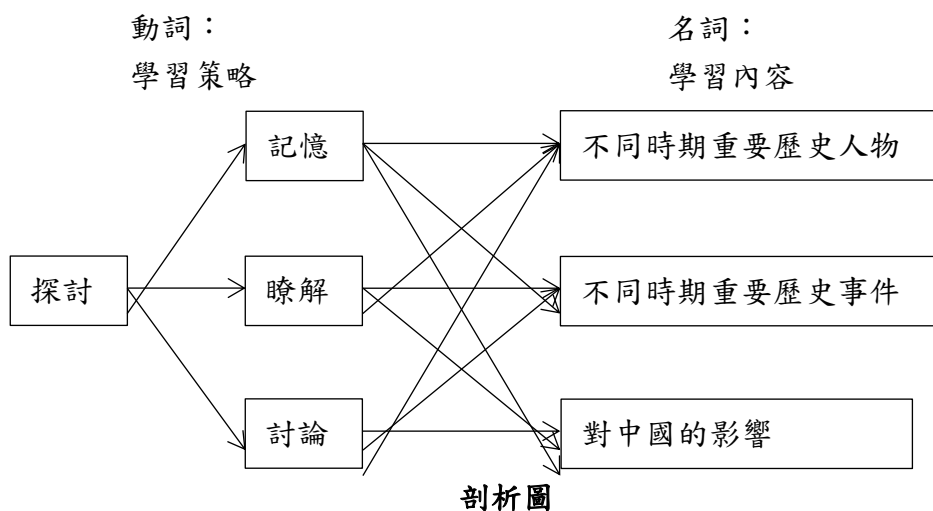 動詞：
學習策略
名詞：
學習內容
記憶
不同時期重要歷史人物
探討
瞭解
不同時期重要歷史事件
討論
對中國的影響
剖析圖